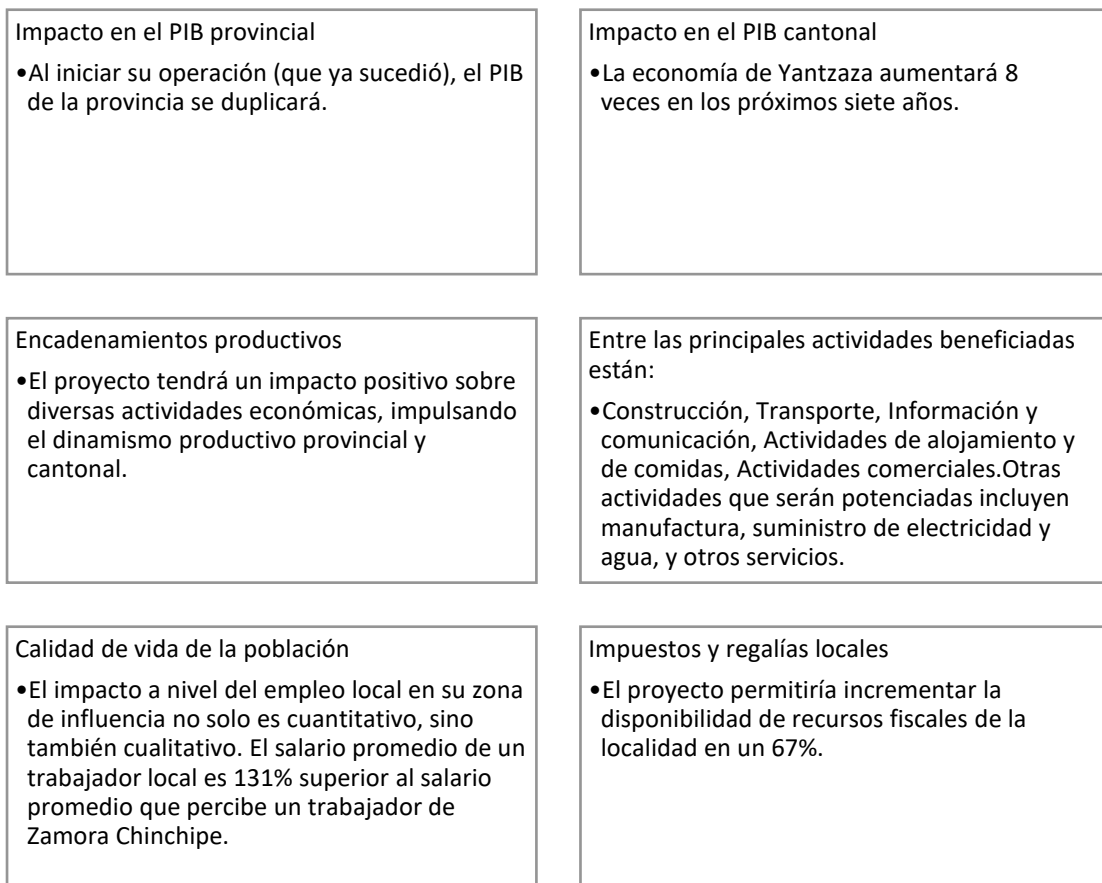 Impacto en el PIB provincial
•Al iniciar su operación (que ya sucedió), el PIB
de la provincia se duplicará.
Impacto en el PIB cantonal
•La economía de Yantzaza aumentará 8
veces en los próximos siete años.
Encadenamientos productivos
•El proyecto tendrá un impacto positivo sobre
diversas actividades económicas, impulsando
el dinamismo productivo provincial y
cantonal.
Entre las principales actividades beneficiadas
están:
•Construcción, Transporte, Información y
comunicación, Actividades de alojamiento y
de comidas, Actividades comerciales.Otras
actividades que serán potenciadas incluyen
manufactura, suministro de electricidad y
agua, y otros servicios.
Calidad de vida de la población
•El impacto a nivel del empleo local en su zona
de influencia no solo es cuantitativo, sino
también cualitativo. El salario promedio de un
trabajador local es 131% superior al salario
promedio que percibe un trabajador de
Zamora Chinchipe.
Impuestos y regalías locales
•El proyecto permitiría incrementar la
disponibilidad de recursos fiscales de la
localidad en un 67%.